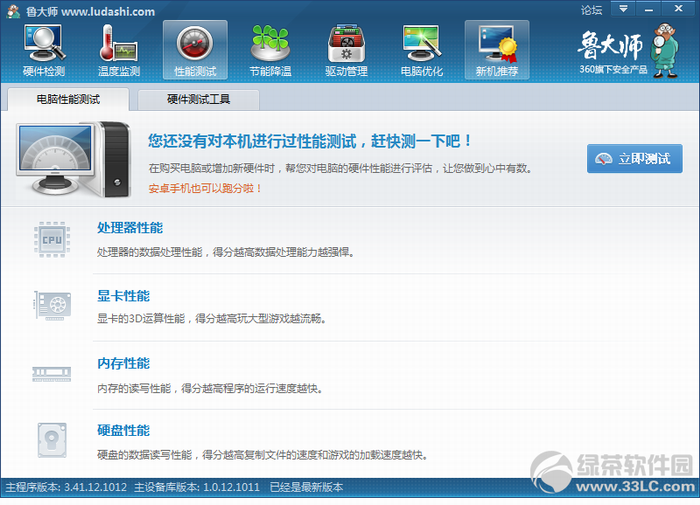 鲁大师 www.ludashi.com
论坛
硬件检测
温度监测
性能测试
节能降温
驱动管理
电脑优化
新机推荐
鲁大师
360旗下安全产品
电脑性能测试
硬件测试工具
您还没有对本机进行过性能测试，赶快测一下吧！
在购买电脑或增加新硬件时，帮您对电脑的硬件性能进行评估，让您做到心中有数。
安卓手机也可以跑分啦！
立即测试
CPU
处理器性能
处理器的数据处理性能，得分越高数据处理能力越强悍。
显卡性能
显卡的3D运算性能，得分越高玩大型游戏越流畅。
内存性能
内存的读写性能，得分越高程序的运行速度越快。
硬盘性能
硬盘的数据读写性能，得分越高复制文件的速度和游戏的加载速度越快。
绿茶软件园
www.33LC.com
主程序版本: 3.41.12.1012 主设备库版本: 1.0.12.1011 已经是最新版本